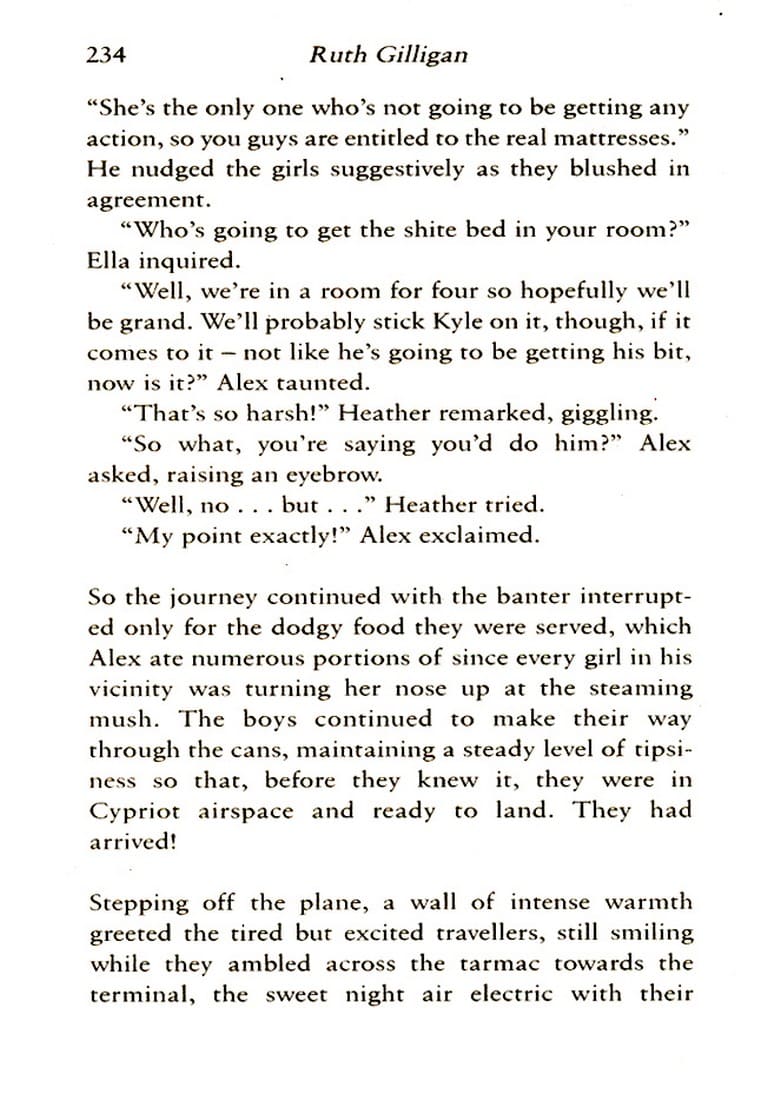 234 Ruth Gilligan
“She’s the only one who’s not going to be getting any
action, so you guys are entitled to the real mattresses.”
He nudged the girls suggestively as they blushed in
agreement.
“Who’s going to get the shite bed in your room?”
Ella inquired.
“Well, we’re in a room for four so hopefully we’ll
be grand. We’ll probably stick Kyle on it, though, if it
comes to it – not like he’s going to be getting his bit,
now is it?” Alex taunted.
“That’s so harsh!” Heather remarked, giggling.
“So what, you’re saying you’d do him?” Alex
asked, raising an eyebrow.
“Well, no . . . but . . .” Heather tried.
“My point exactly!” Alex exclaimed.
So the journey continued with the banter interrupt-
ed only for the dodgy food they were served, which
Alex ate numerous portions of since every girl in his
vicinity was turning her nose up at the steaming
mush. The boys continued to make their way
through the cans, maintaining a steady level of tipsi-
ness so that, before they knew it, they were in
Cypriot airspace and ready to land. They had
arrived!
Stepping off the plane, a wall of intense warmth
greeted the tired but excited travellers, still smiling
while they ambled across the tarmac towards the
terminal, the sweet night air electric with their